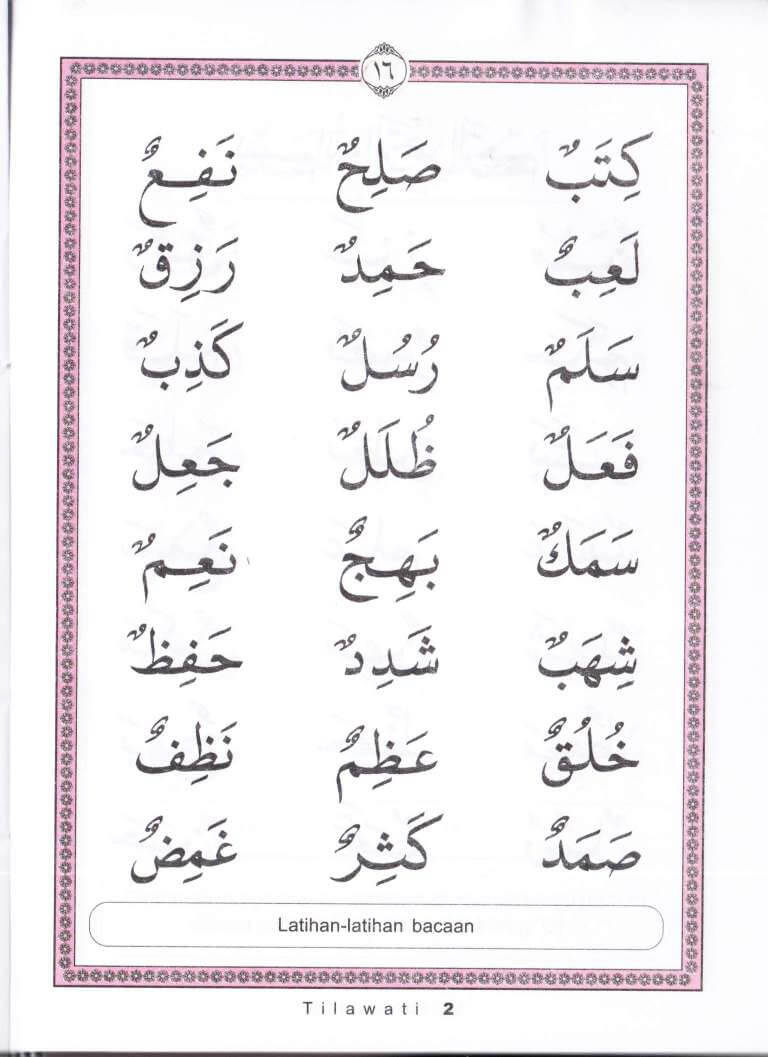 ١٦
كِتَبٌ صَلِحٌ نَفِعٌ
لَعِبٌ حَمِدٌ رَزِقٌ
سَلَمٌ رُسُلٌ كَذِبٌ
فَعَلٌ ظُلَلٌ جَعِلٌ
سَمَكٌ بَهِجٌ نَعِمٌ
شِهَبٌ شَدِدٌ حَفِظٌ
خُلُقٌ عَظِمٌ نَظِفٌ
صَمَدٌ كَثِرٌ غَمِضٌ
Latihan-latihan bacaan
Tilawati 2